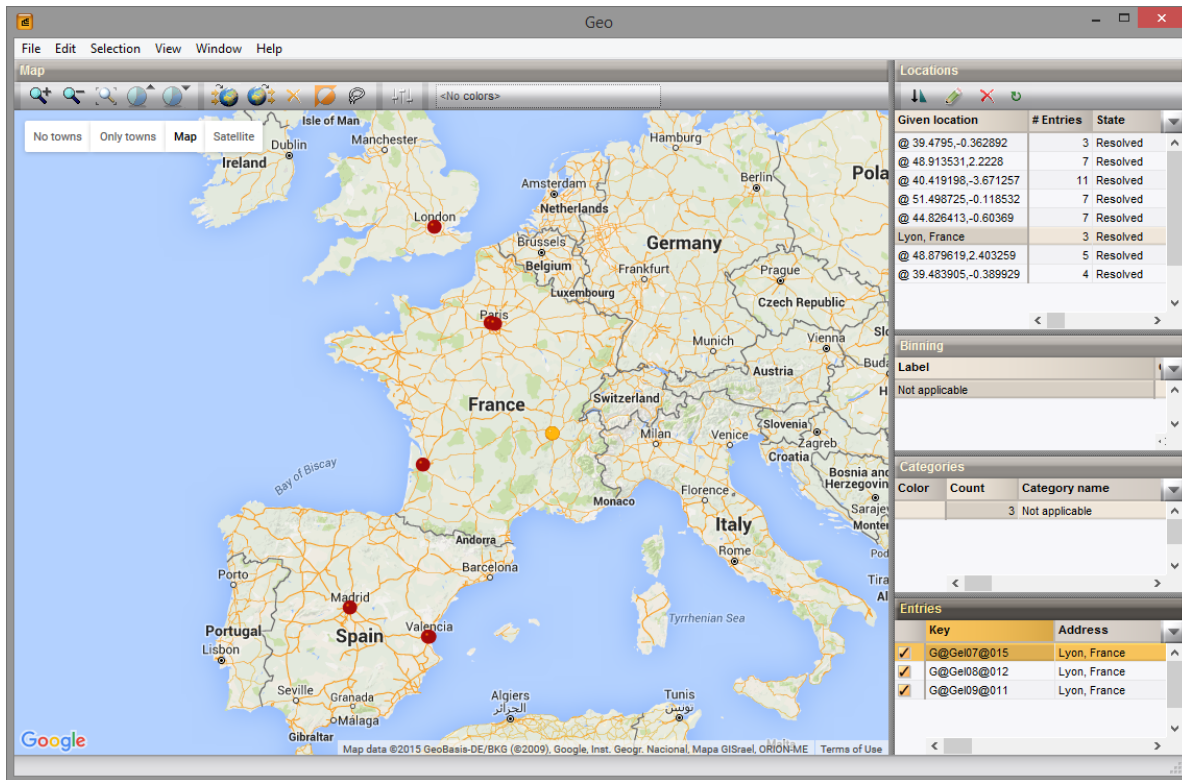 Geo
File Edit Selection View Window Help
Map
<No colors>
No towns Only towns Map Satellite
Isle of Man
Manchester
Dublin
Ireland
Hamburg
Berlin
Pola
Amsterdam
Netherlands
London
Brussels
Belgium
Germany
Frankfurt
Prague
Luxembourg
Czech Republic
Paris
Munich
Vienna
Slo
Buda
Austria
H
France
Switzerland
Slovenia
Milan
Venice
Zagreb
Croatia
Bosnia and
Herzegovin
Bay of Biscay
Florence
Saraje
Monaco
Monter
Italy
Andorra
Rome
Pod
Porto
Barcelona
Tira
Al
Madrid
Tyrrhenian Sea
Portugal
Valencia
Lisbon
Spain
Seville
Granada
Algiers
الجزائر
Tunis
تونس
Málaga
Gibraltar
Malta
Google
Map data ©2015 GeoBasis-DE/BKG (©2009), Google, Inst. Geogr. Nacional, Mapa GISrael, ORION-ME Terms of Use
Locations
Given location # Entries State
@ 39.4795,-0.362892 3 Resolved
@ 48.913531,2.2228 7 Resolved
@ 40.419198,-3.671257 11 Resolved
@ 51.498725,-0.118532 7 Resolved
@ 44.826413,-0.60369 7 Resolved
Lyon, France 3 Resolved
@ 48.879619,2.403259 5 Resolved
@ 39.483905,-0.389929 4 Resolved
Binning
Label
Not applicable
Categories
Color Count Category name
3 Not applicable
Entries
Key Address
G@Gel07@015 Lyon, France
G@Gel08@012 Lyon, France
G@Gel09@011 Lyon, France